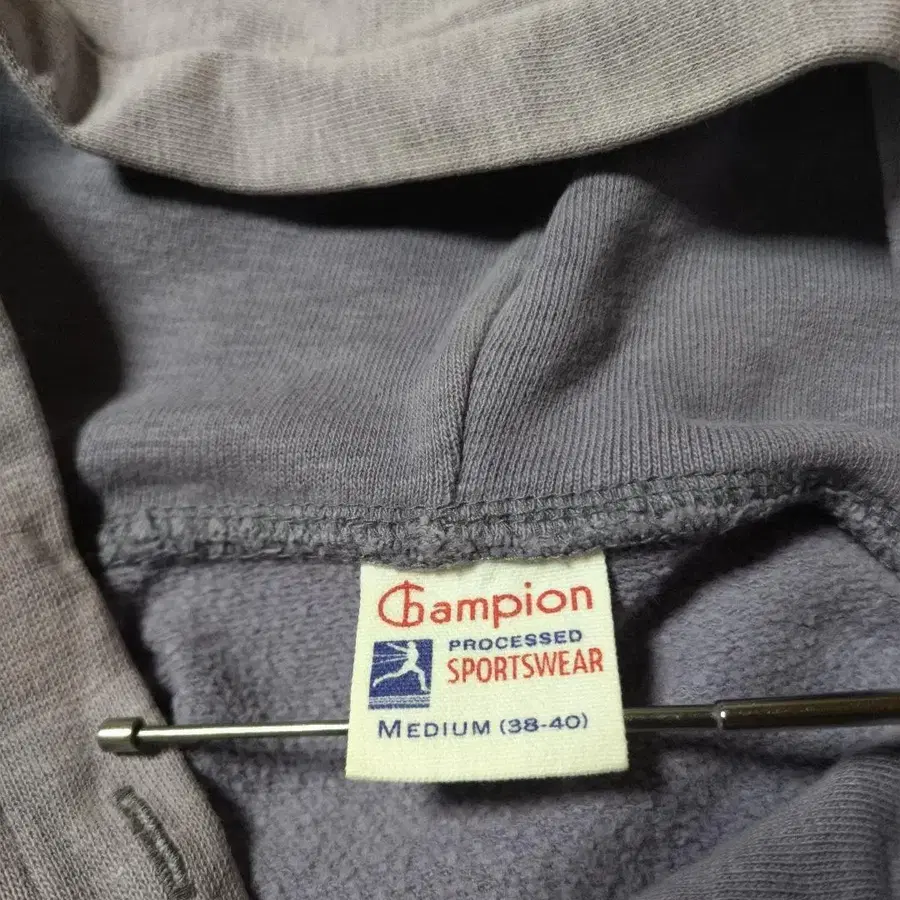 Champion
PROCESSED
SPORTSWEAR
MEDIUM (38-40)